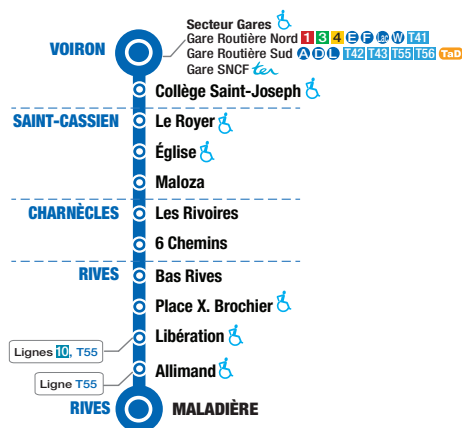 Secteur Gares
VOIRON
Gare Routière Nord 1 3 4 E F Lac W T41
Gare Routière Sud A D L T42 T43 T55 T56 TaD
Gare SNCF ter
Collège Saint-Joseph
SAINT-CASSIEN Le Royer
Église
Maloza
CHARNÈCLES Les Rivoires
6 Chemins
RIVES Bas Rives
Place X. Brochier
Libération
Lignes 10, T55
Allimand
Ligne T55
RIVES MALADIÈRE